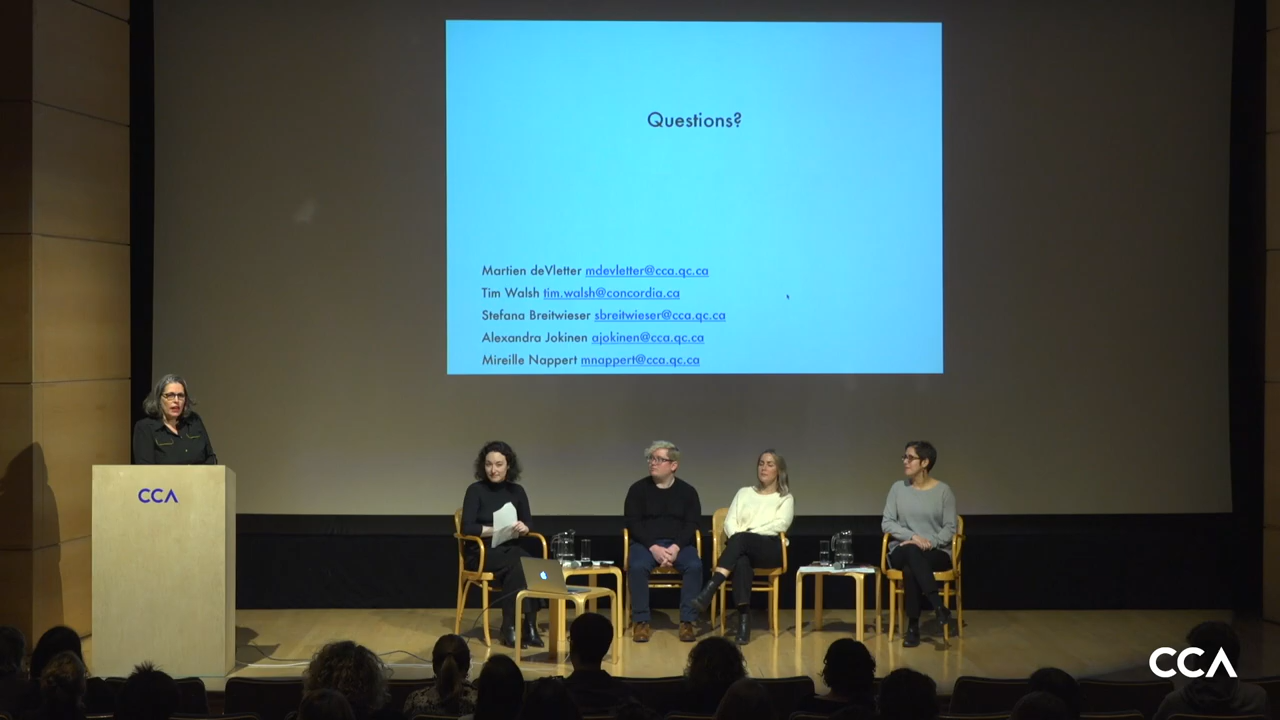 Questions?
Martien deVletter mdevletter@cca.qc.ca
Tim Walsh tim.walsh@concordia.ca
Stefana Breitwieser sbreitwieser@cca.qc.ca
Alexandra Jokinen ajokinen@cca.qc.ca
Mireille Nappert mnappert@cca.qc.ca
CCA
CCA